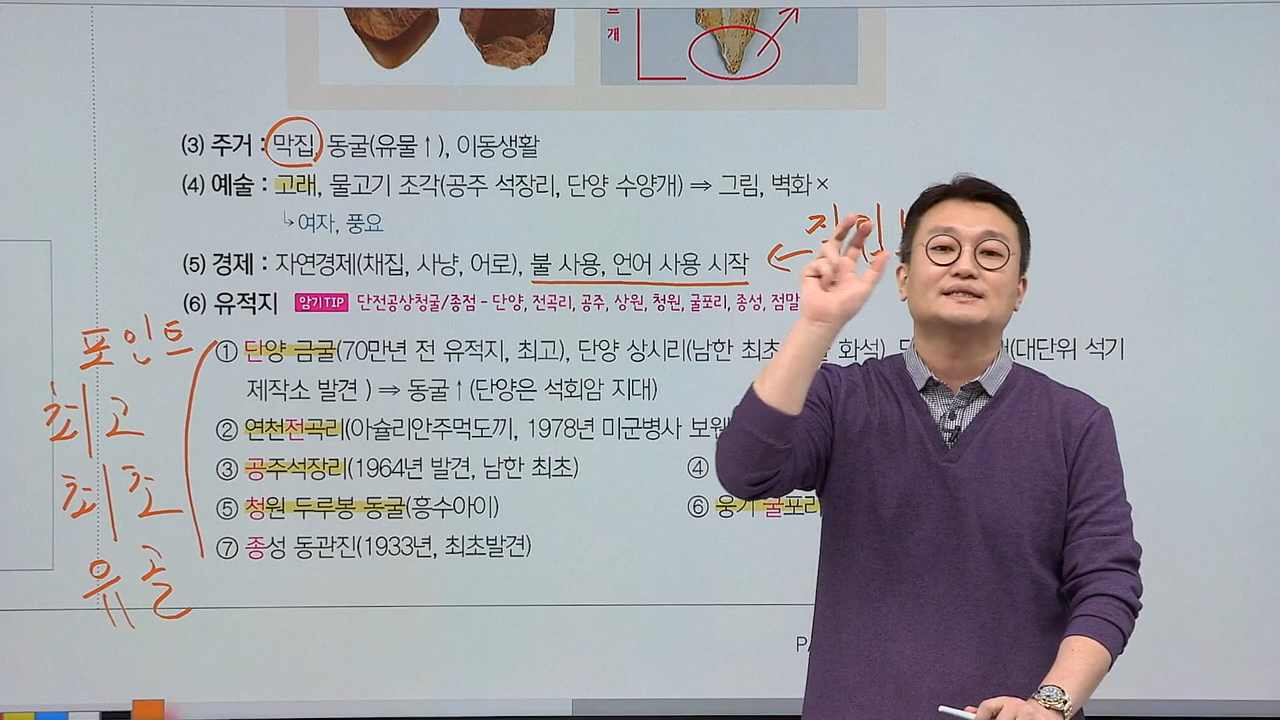 개
(3) 주거 : 막집, 동굴(유물↑), 이동생활
(4) 예술 : 고래, 물고기 조각(공주 석장리, 단양 수양개) ⇒ 그림, 벽화×
↳여자, 풍요
(5) 경제 : 자연경제(채집, 사냥, 어로), 불 사용, 언어 사용 시작
(6) 유적지 암기TIP 단전공상청굴/종점 - 단양, 전곡리, 공주, 상원, 청원, 굴포리, 종성, 점말
포인트
최고
최초
유골
① 단양 금굴(70만년 전 유적지, 최고), 단양 상시리(남한 최초 화석), (대단위 석기
제작소 발견 ) ⇒ 동굴↑(단양은 석회암 지대)
② 연천전곡리(아슐리안주먹도끼, 1978년 미군병사 보웬
③ 공주석장리(1964년 발견, 남한 최초) ④
⑤ 청원 두루봉 동굴(흥수아이) ⑥ 웅기 굴포리
⑦ 종성 동관진(1933년, 최초발견)